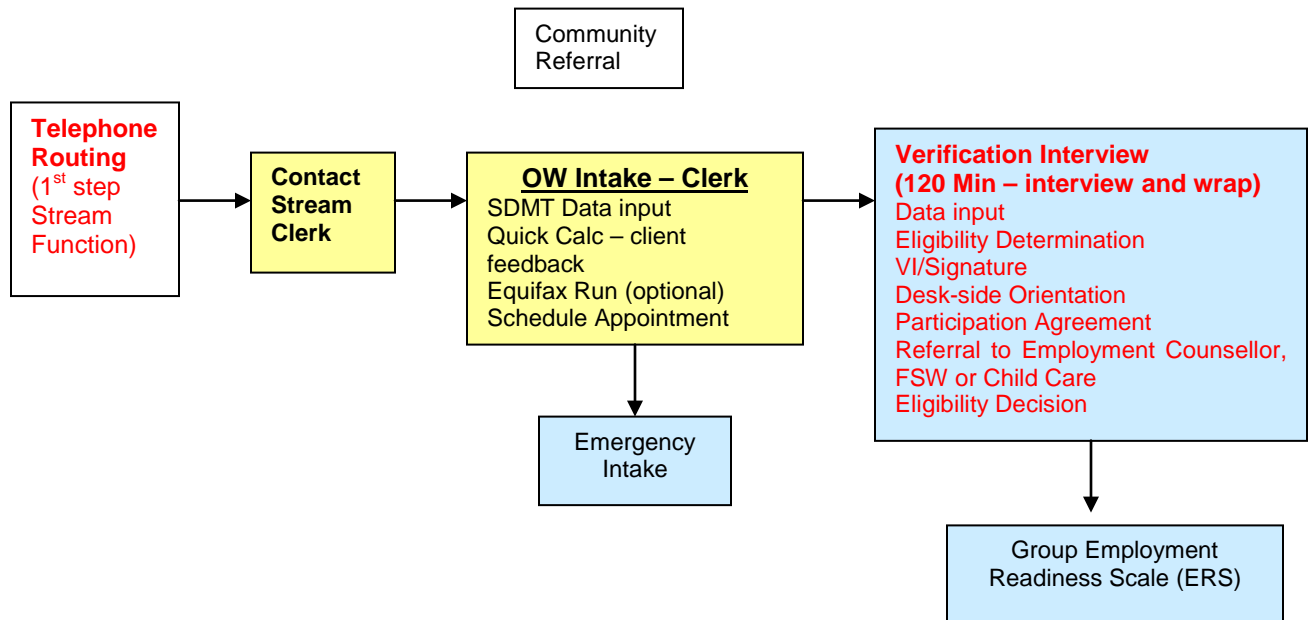 Community
Referral
Telephone
Routing
(1st step
Stream
Function)
Contact
Stream
Clerk
OW Intake – Clerk
SDMT Data input
Quick Calc – client
feedback
Equifax Run (optional)
Schedule Appointment
Verification Interview
(120 Min – interview and wrap)
Data input
Eligibility Determination
VI/Signature
Desk-side Orientation
Participation Agreement
Referral to Employment Counsellor,
FSW or Child Care
Eligibility Decision
Emergency
Intake
Group Employment
Readiness Scale (ERS)